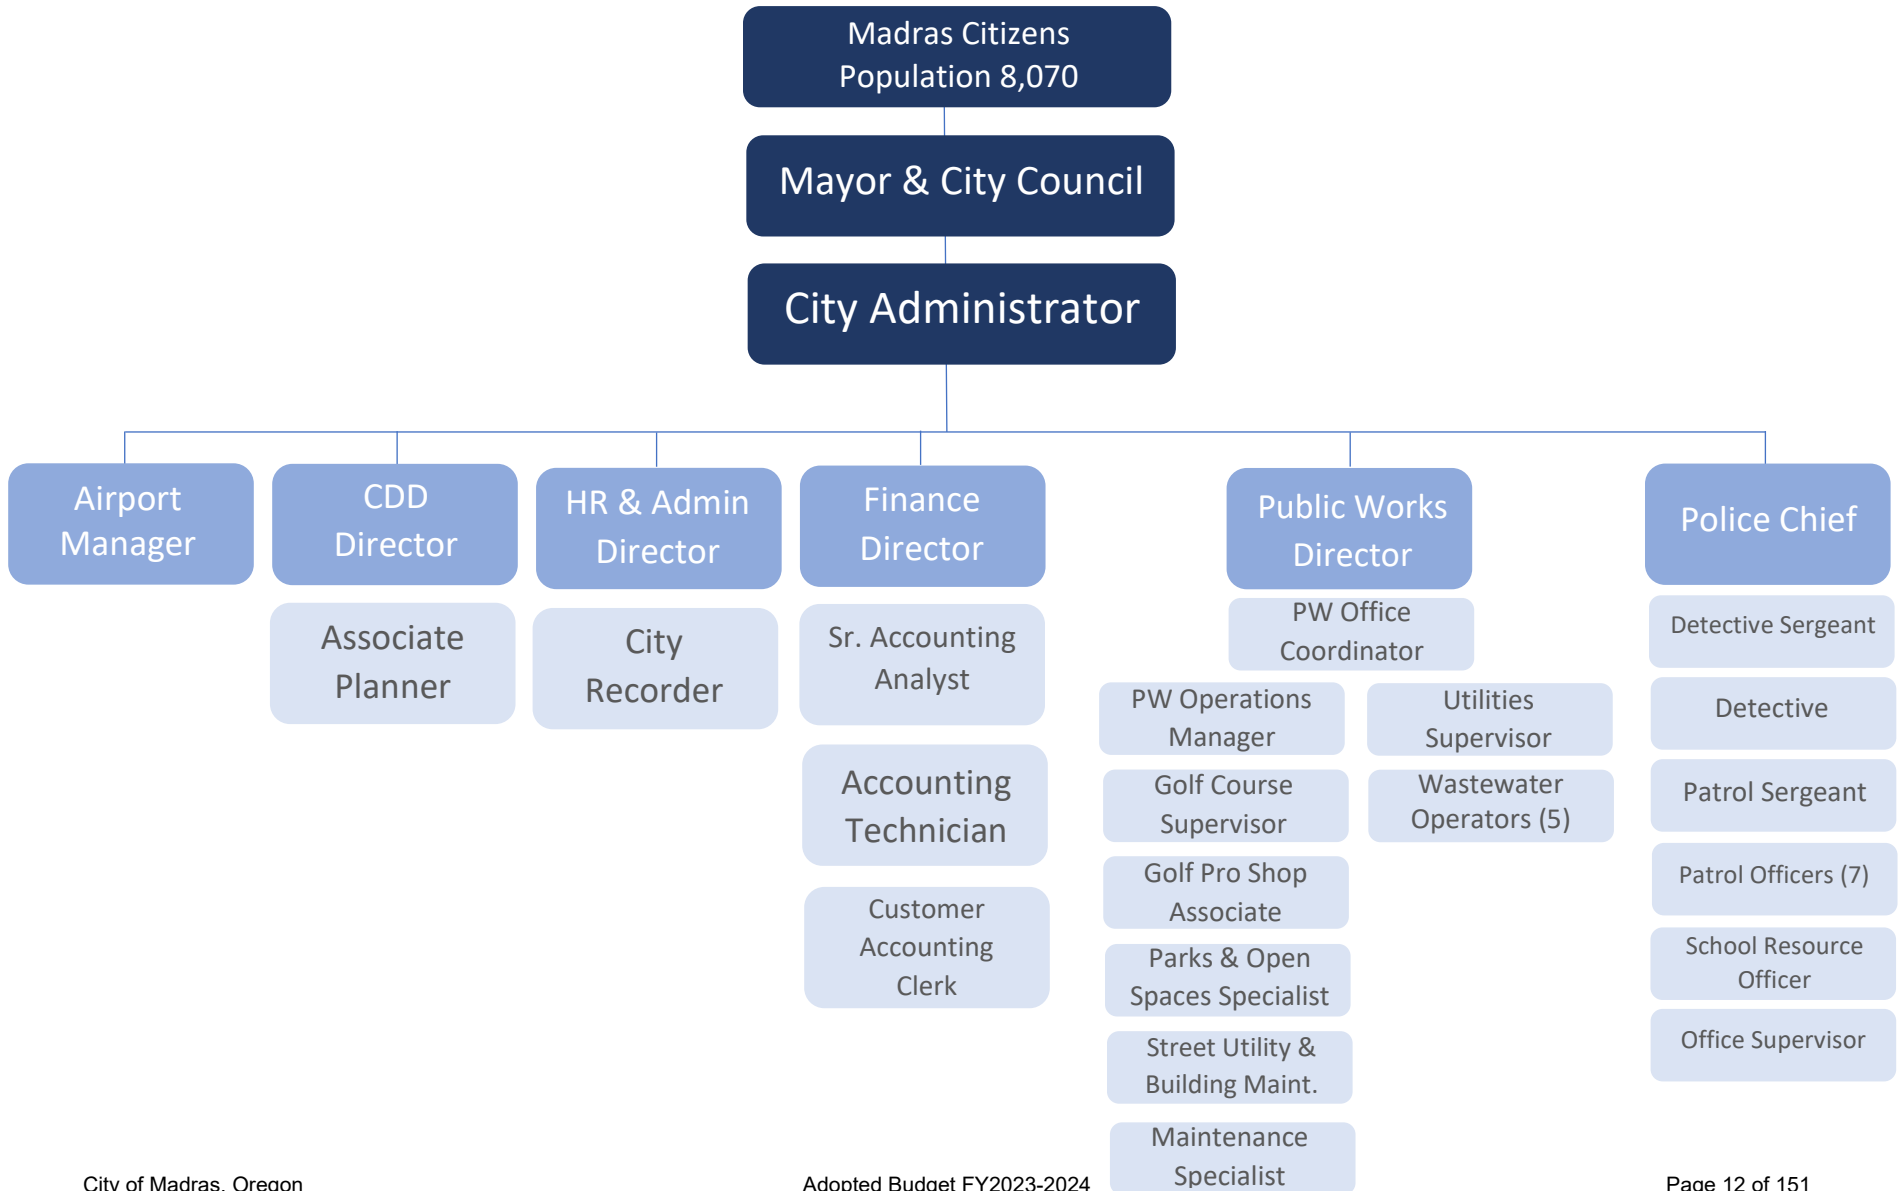 Madras Citizens
Population 8,070
Mayor & City Council
City Administrator
Airport
Manager
CDD
Director
Associate
Planner
HR & Admin
Director
City
Recorder
Finance
Director
Sr. Accounting
Analyst
Accounting
Technician
Customer
Accounting
Clerk
Public Works
Director
PW Office
Coordinator
PW Operations
Manager
Golf Course
Supervisor
Golf Pro Shop
Associate
Parks & Open
Spaces Specialist
Street Utility &
Building Maint.
Maintenance
Specialist
Utilities
Supervisor
Wastewater
Operators (5)
Police Chief
Detective Sergeant
Detective
Patrol Sergeant
Patrol Officers (7)
School Resource
Officer
Office Supervisor
City of Madras, Oregon
Adopted Budget FY2023-2024
Page 12 of 151